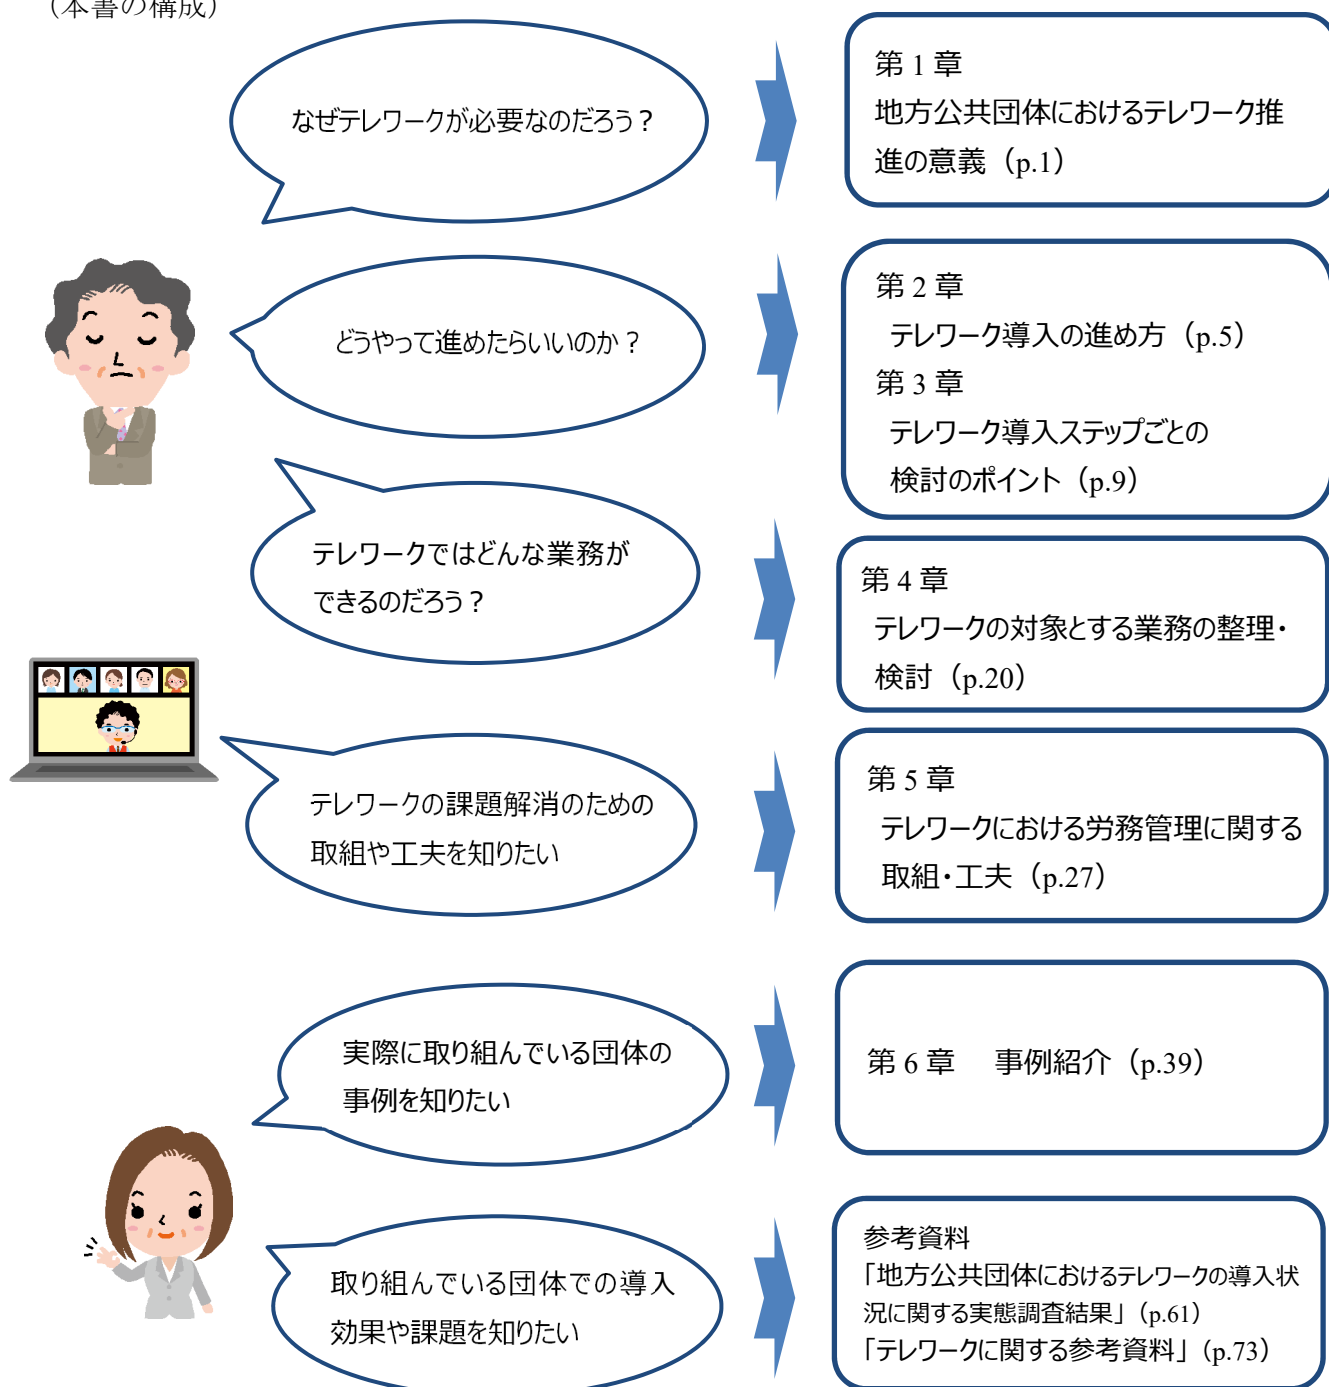 （本書の構成）
なぜテレワークが必要なのだろう？
第 1 章
地方公共団体におけるテレワーク推
進の意義（p.1）
どうやって進めたらいいのか？
第 2 章
テレワーク導入の進め方（p.5）
第 3 章
テレワーク導入ステップごとの
検討のポイント（p.9）
テレワークではどんな業務が
できるのだろう？
第 4 章
テレワークの対象とする業務の整理・
検討（p.20）
テレワークの課題解消のための
取組や工夫を知りたい
第 5 章
テレワークにおける労務管理に関する
取組・工夫（p.27）
実際に取り組んでいる団体の
事例を知りたい
第 6 章　事例紹介（p.39）
取り組んでいる団体での導入
効果や課題を知りたい
参考資料
「地方公共団体におけるテレワークの導入状
況に関する実態調査結果」（p.61）
「テレワークに関する参考資料」（p.73）